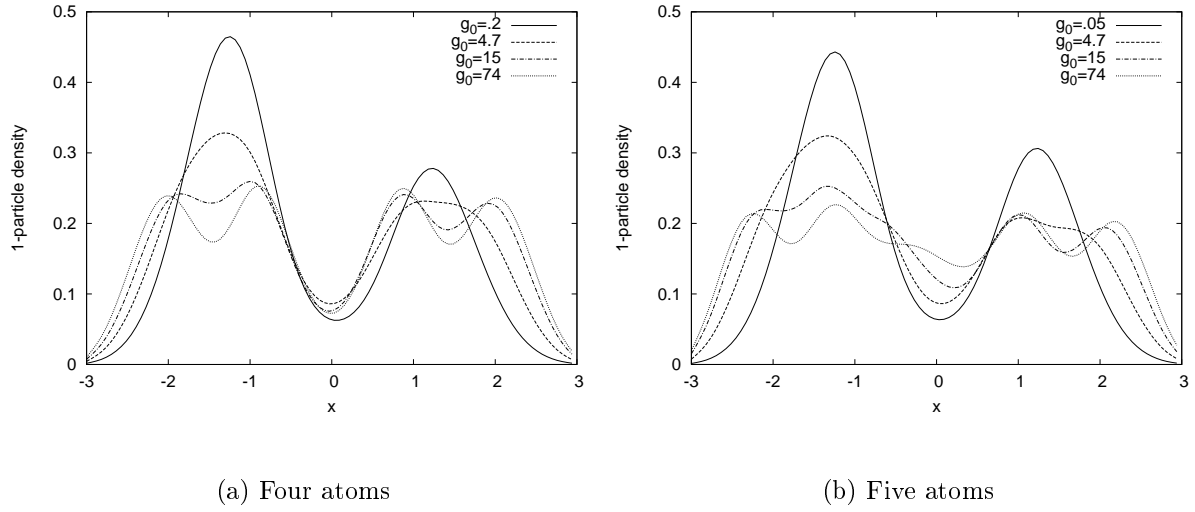 g0=.2
g0=4.7
g0=15
g0=74
0.5
0.4
0.3
0.2
0.1
0
1-particle density
-3 -2 -1 0 1 2 3
x
(a) Four atoms
g0=.05
g0=4.7
g0=15
g0=74
0.5
0.4
0.3
0.2
0.1
0
1-particle density
-3 -2 -1 0 1 2 3
x
(b) Five atoms